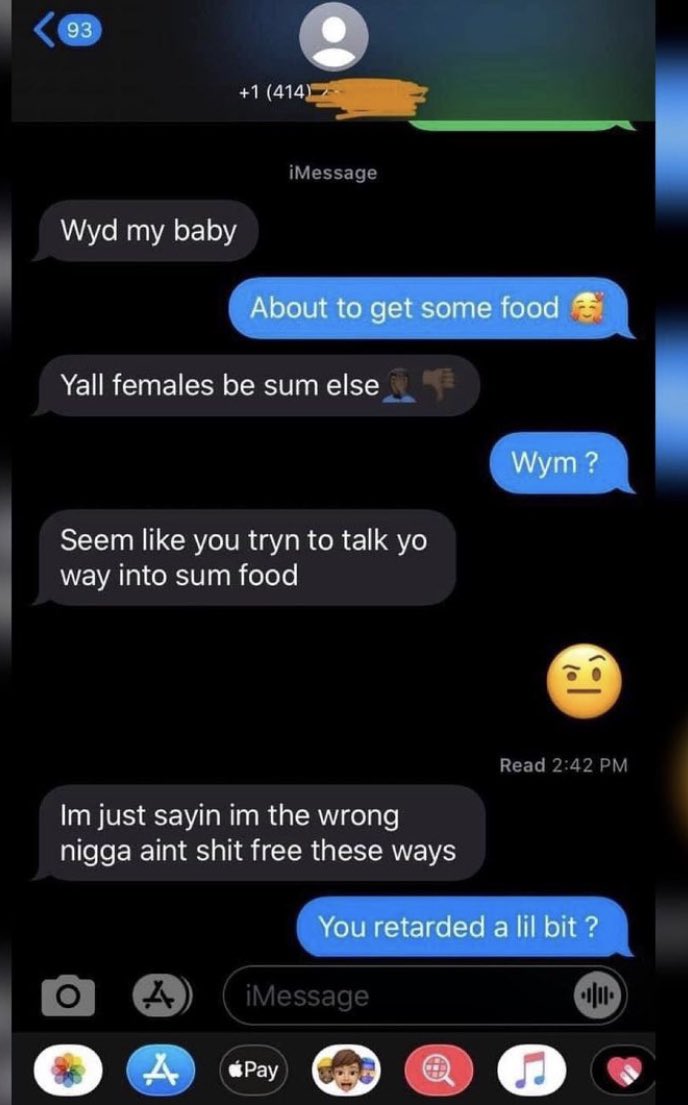 93
+1 (414)
iMessage
Wyd my baby
About to get some food 🥰
Yall females be sum else🤦🏿‍♂️👎🏿
Wym ?
Seem like you tryn to talk yo
way into sum food
🤨
Read 2:42 PM
Im just sayin im the wrong
nigga aint shit free these ways
You retarded a lil bit ?
iMessage
Pay